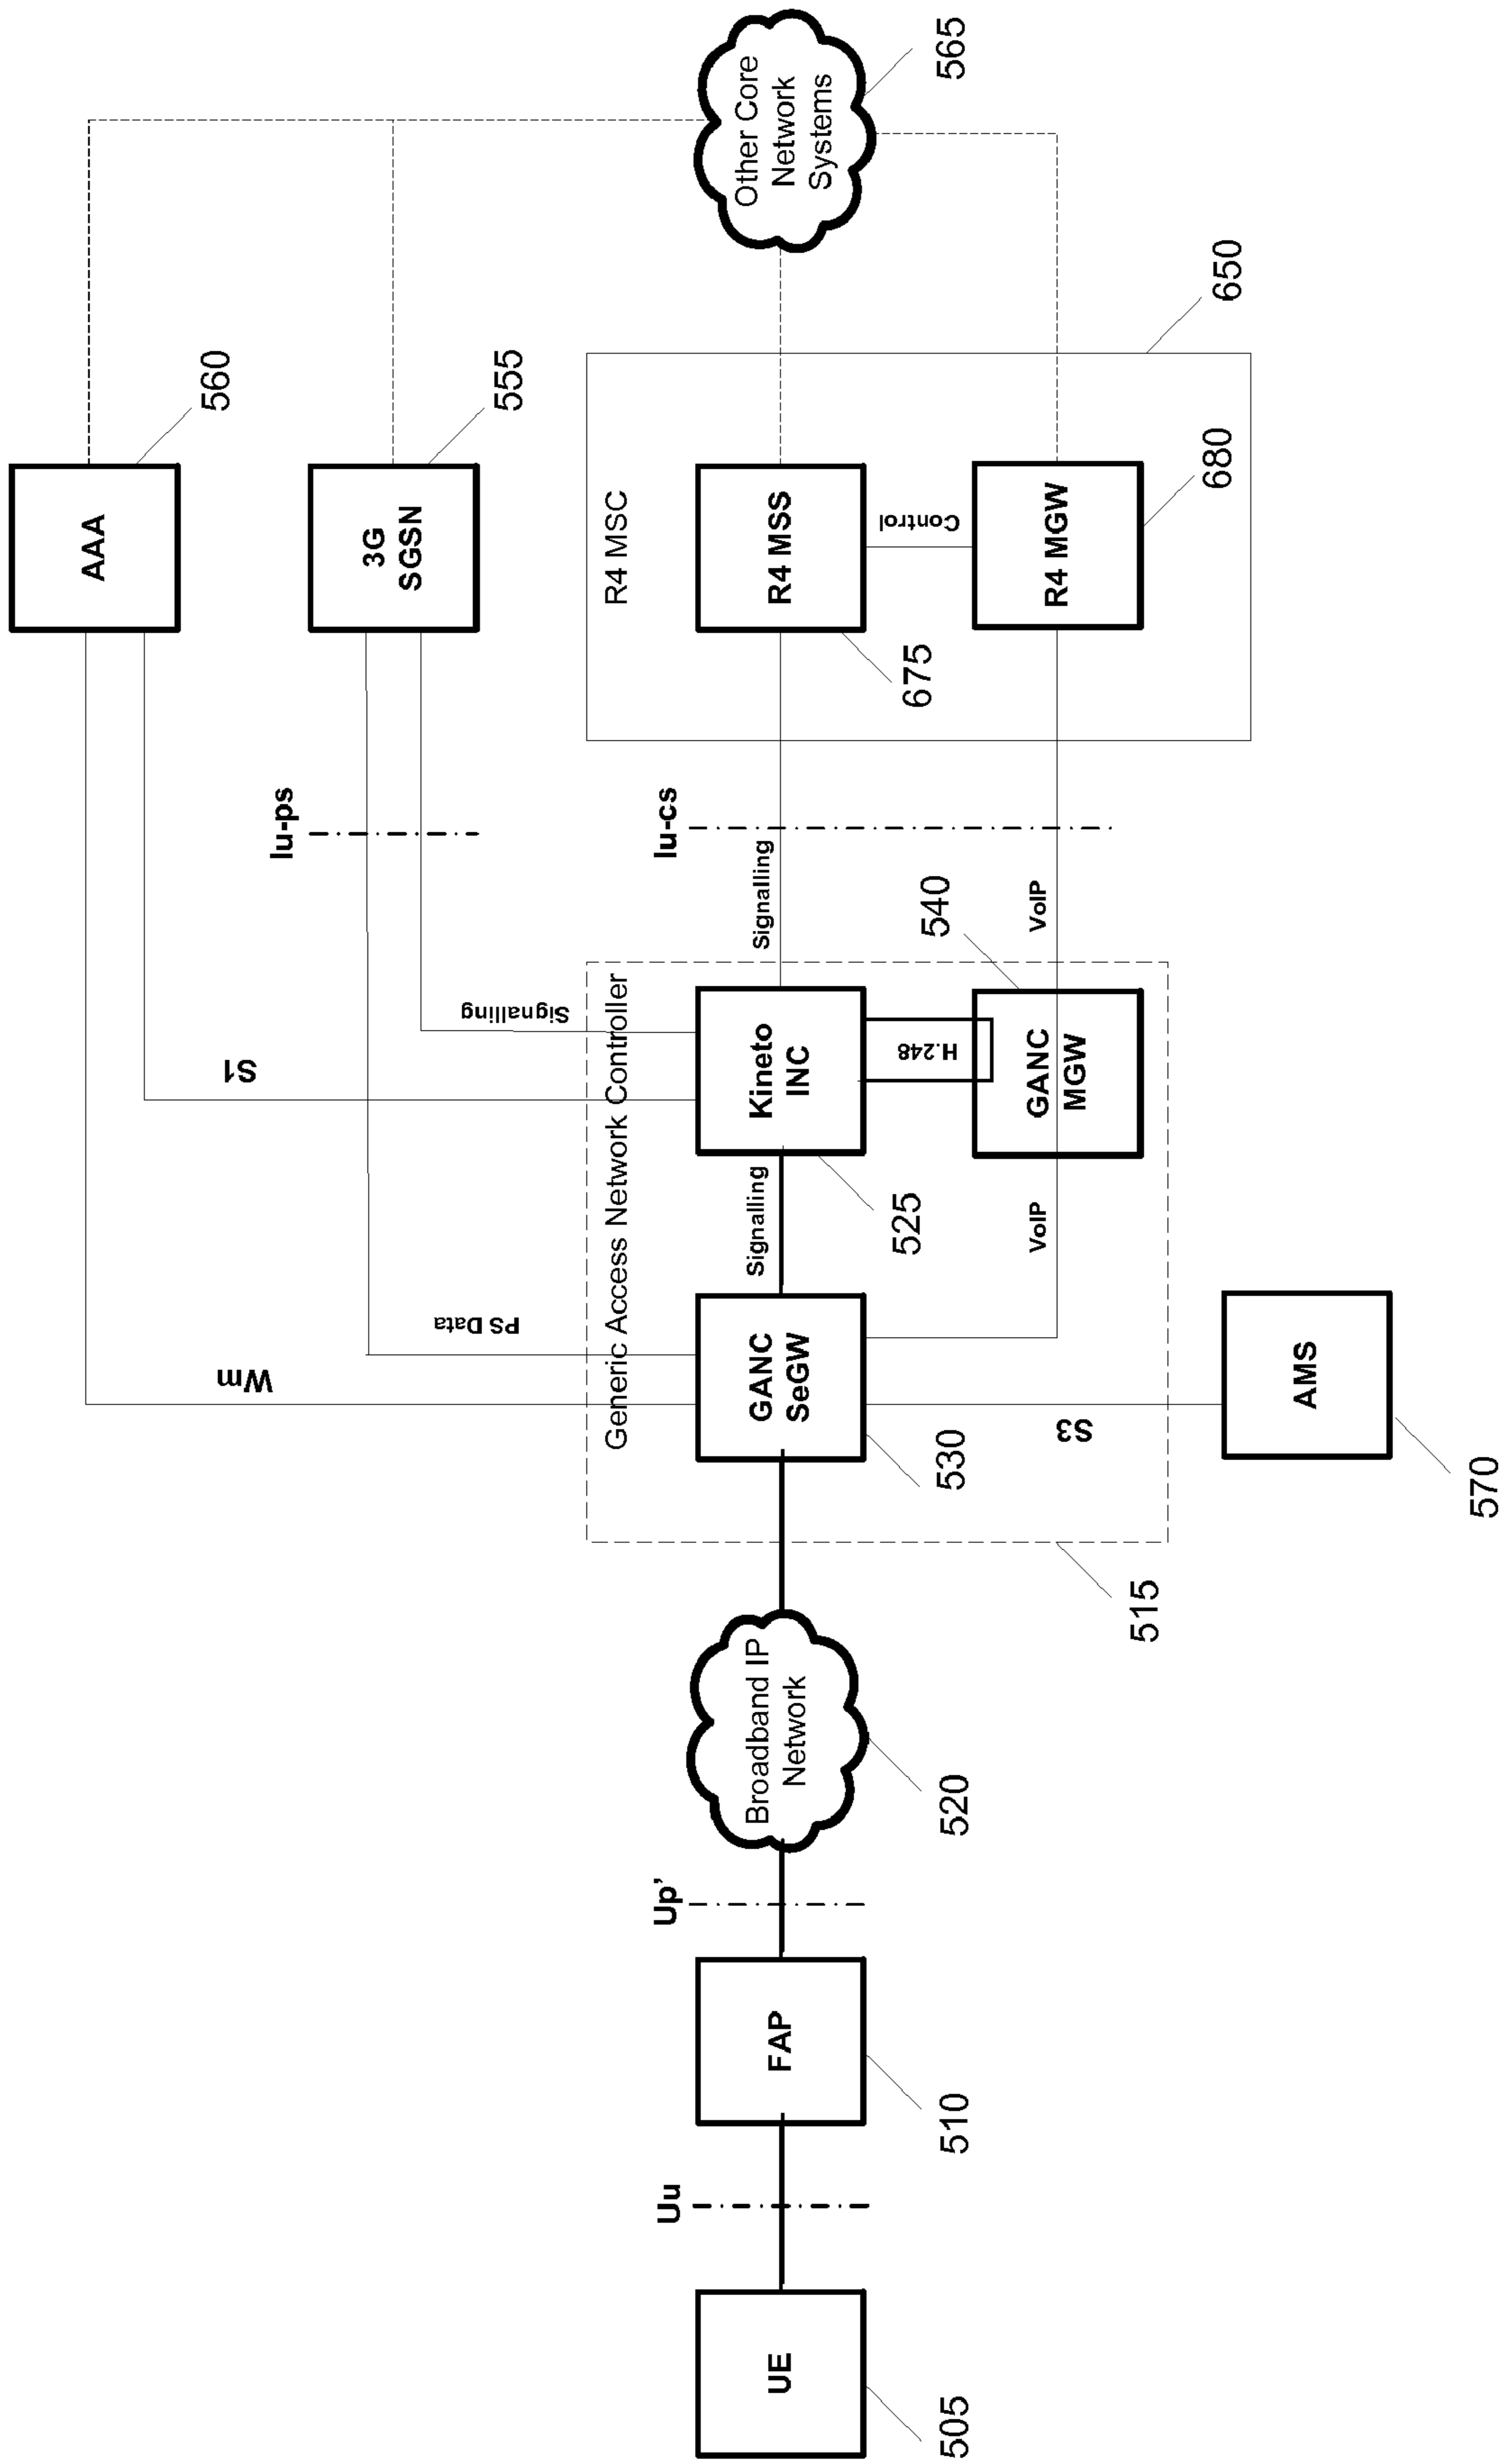 AAA
560
3G
SGSN
555
Other Core
Network
Systems
565
Wm
S1
Iu-ps
PS Data
Signalling
R4 MSC
650
R4 MSS
675
Control
R4 MGW
680
Iu-cs
Signalling
VoIP
Generic Access Network Controller
Kineto
INC
525
H.248
GANC
MGW
540
Signalling
VoIP
GANC
SeGW
530
S3
515
AMS
570
Broadband IP
Network
520
Up’
FAP
510
Uu
UE
505